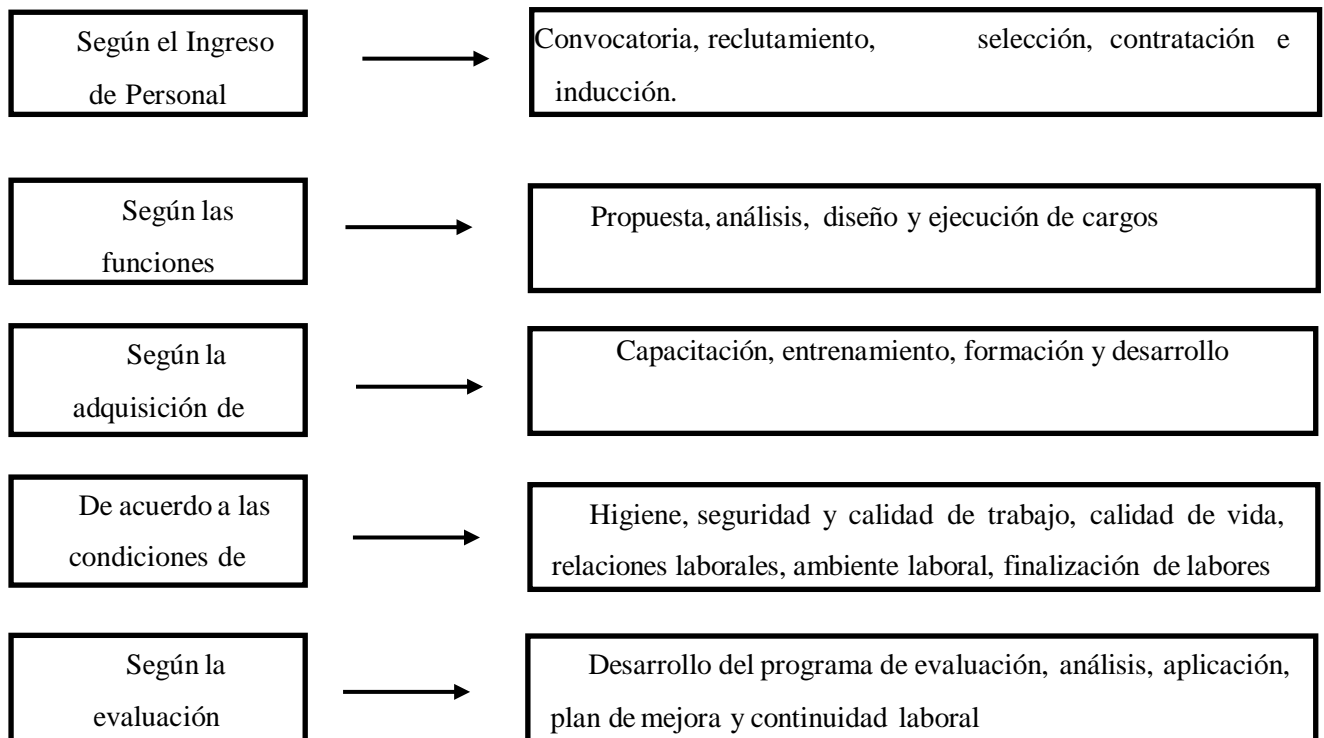 Según el Ingreso
de Personal
Convocatoria, reclutamiento, selección, contratación e
inducción.
Según las
funciones
Propuesta, análisis, diseño y ejecución de cargos
Según la
adquisición de
Capacitación, entrenamiento, formación y desarrollo
De acuerdo a las
condiciones de
Higiene, seguridad y calidad de trabajo, calidad de vida,
relaciones laborales, ambiente laboral, finalización de labores
Según la
evaluación
Desarrollo del programa de evaluación, análisis, aplicación,
plan de mejora y continuidad laboral